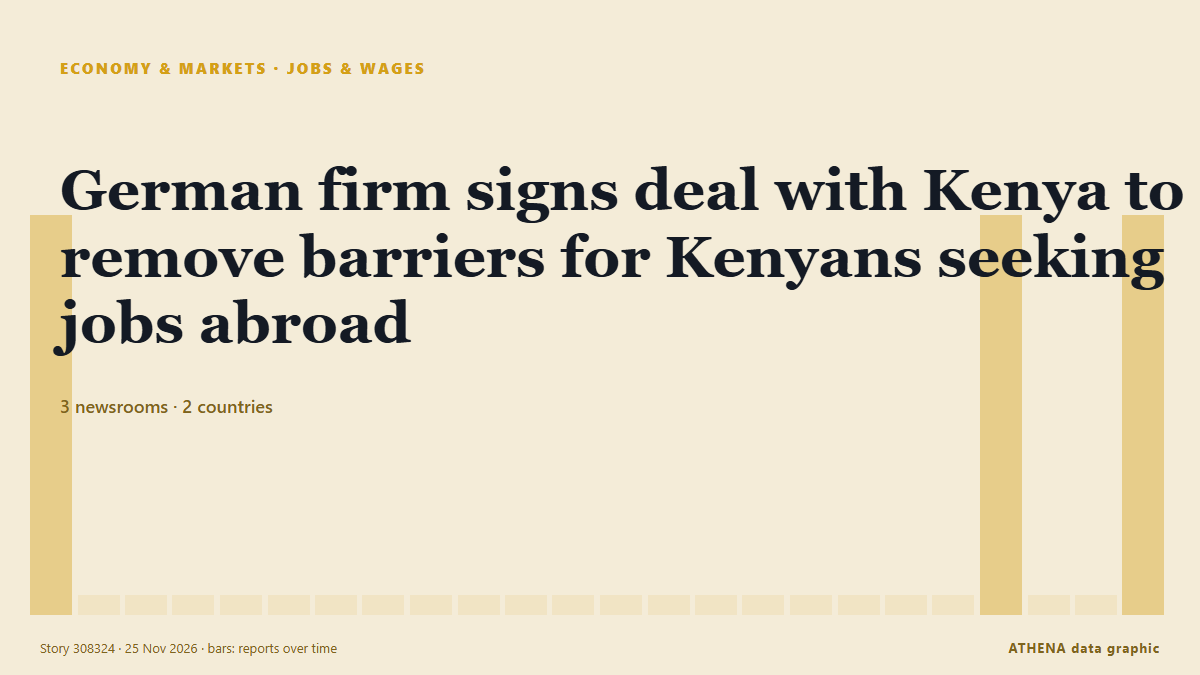 ECONOMY & MARKETS · JOBS & WAGES
German firm signs deal with Kenya to
remove barriers for Kenyans seeking
jobs abroad
3 newsrooms · 2 countries
Story 308324 · 25 Nov 2026 · bars: reports over time
ATHENA data graphic